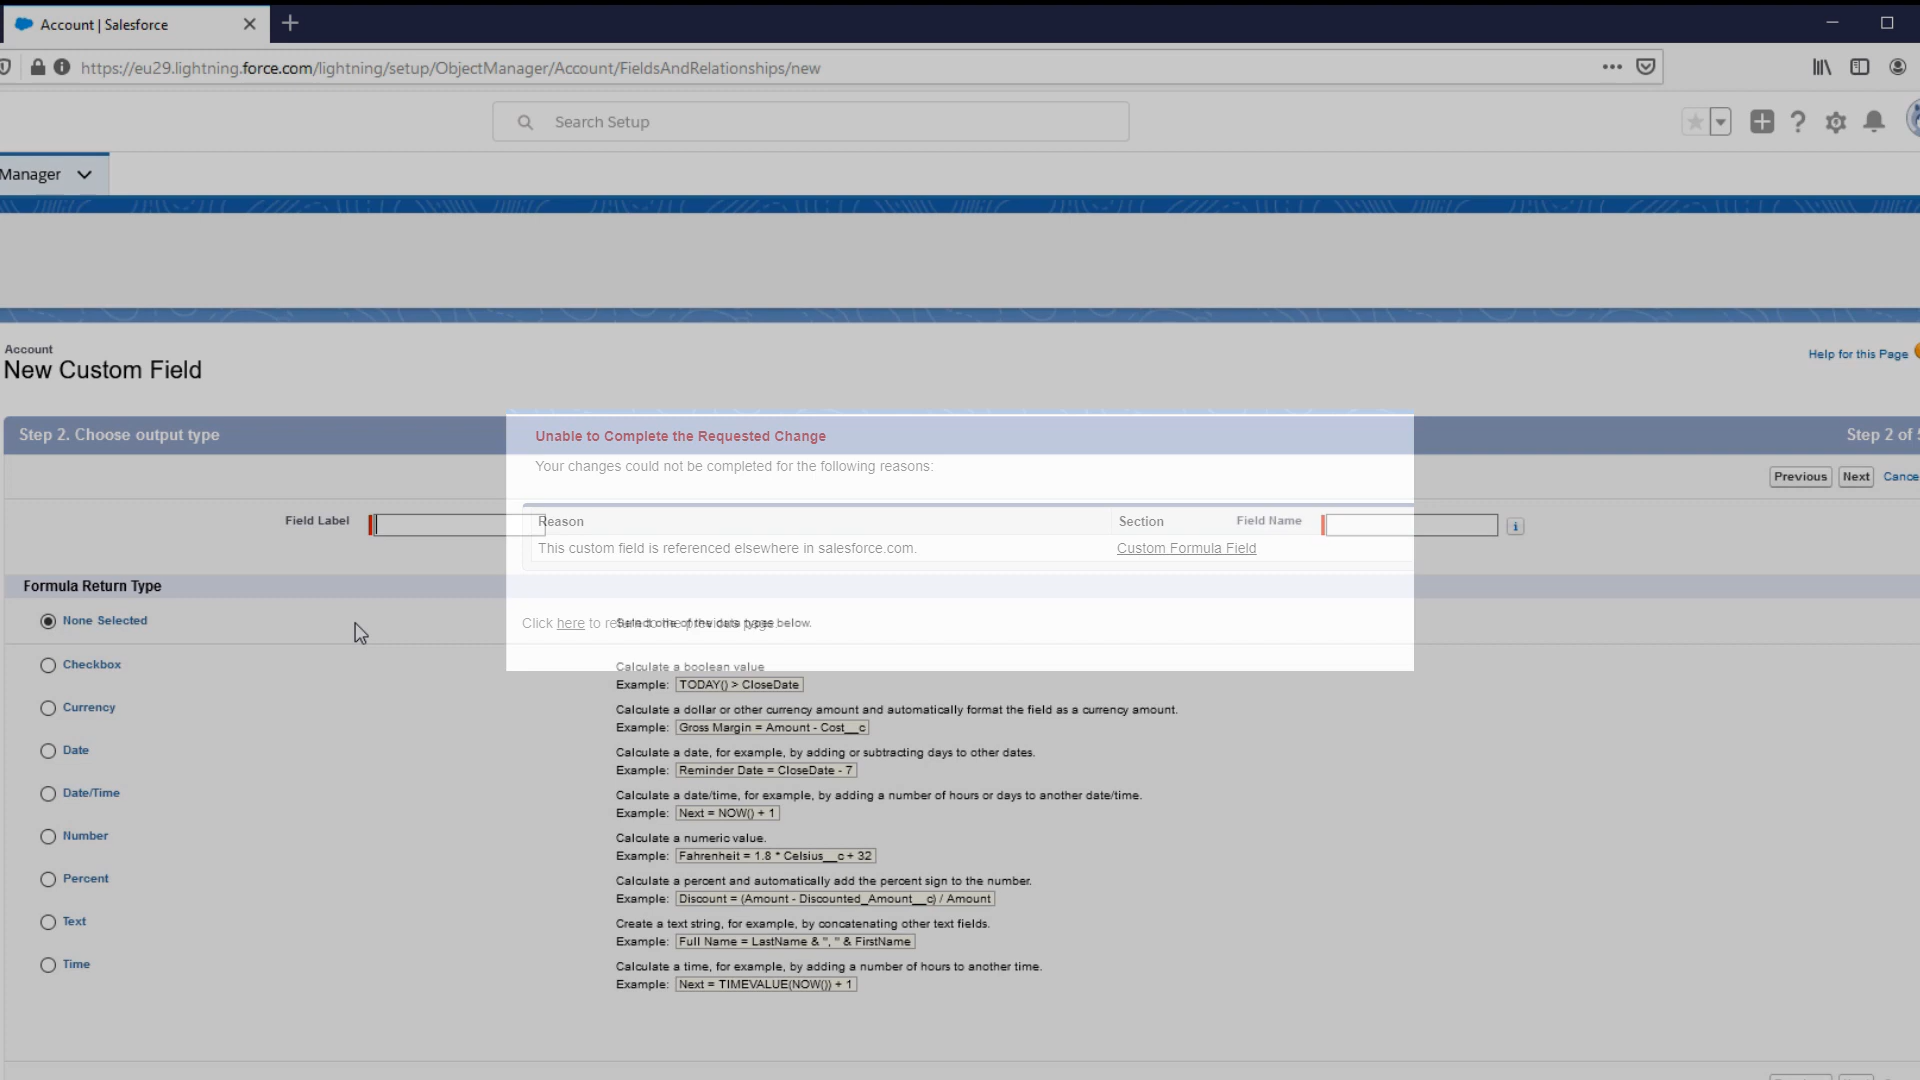 Account | Salesforce
https://eu29.lightning.force.com/lightning/setup/ObjectManager/Account/FieldsAndRelationships/new
Search Setup
Manager
Account
New Custom Field
Help for this Page
Step 2. Choose output type
Step 2 of 5
Unable to Complete the Requested Change
Your changes could not be completed for the following reasons:
Previous Next Cance
Field Label
Reason Section
Field Name
This custom field is referenced elsewhere in salesforce.com. Custom Formula Field
Formula Return Type
None Selected
Click here to return to the previous page.
Select one of the data types below.
Checkbox
Calculate a boolean value
Example: TODAY() > CloseDate
Currency
Calculate a dollar or other currency amount and automatically format the field as a currency amount.
Example: Gross Margin = Amount - Cost__c
Date
Calculate a date, for example, by adding or subtracting days to other dates.
Example: Reminder Date = CloseDate - 7
Date/Time
Calculate a date/time, for example, by adding a number of hours or days to another date/time.
Example: Next = NOW() + 1
Number
Calculate a numeric value.
Example: Fahrenheit = 1.8 * Celsius__c + 32
Percent
Calculate a percent and automatically add the percent sign to the number.
Example: Discount = (Amount - Discounted_Amount__c) / Amount
Text
Create a text string, for example, by concatenating other text fields.
Example: Full Name = LastName & ", " & FirstName
Time
Calculate a time, for example, by adding a number of hours to another time.
Example: Next = TIMEVALUE(NOW()) + 1